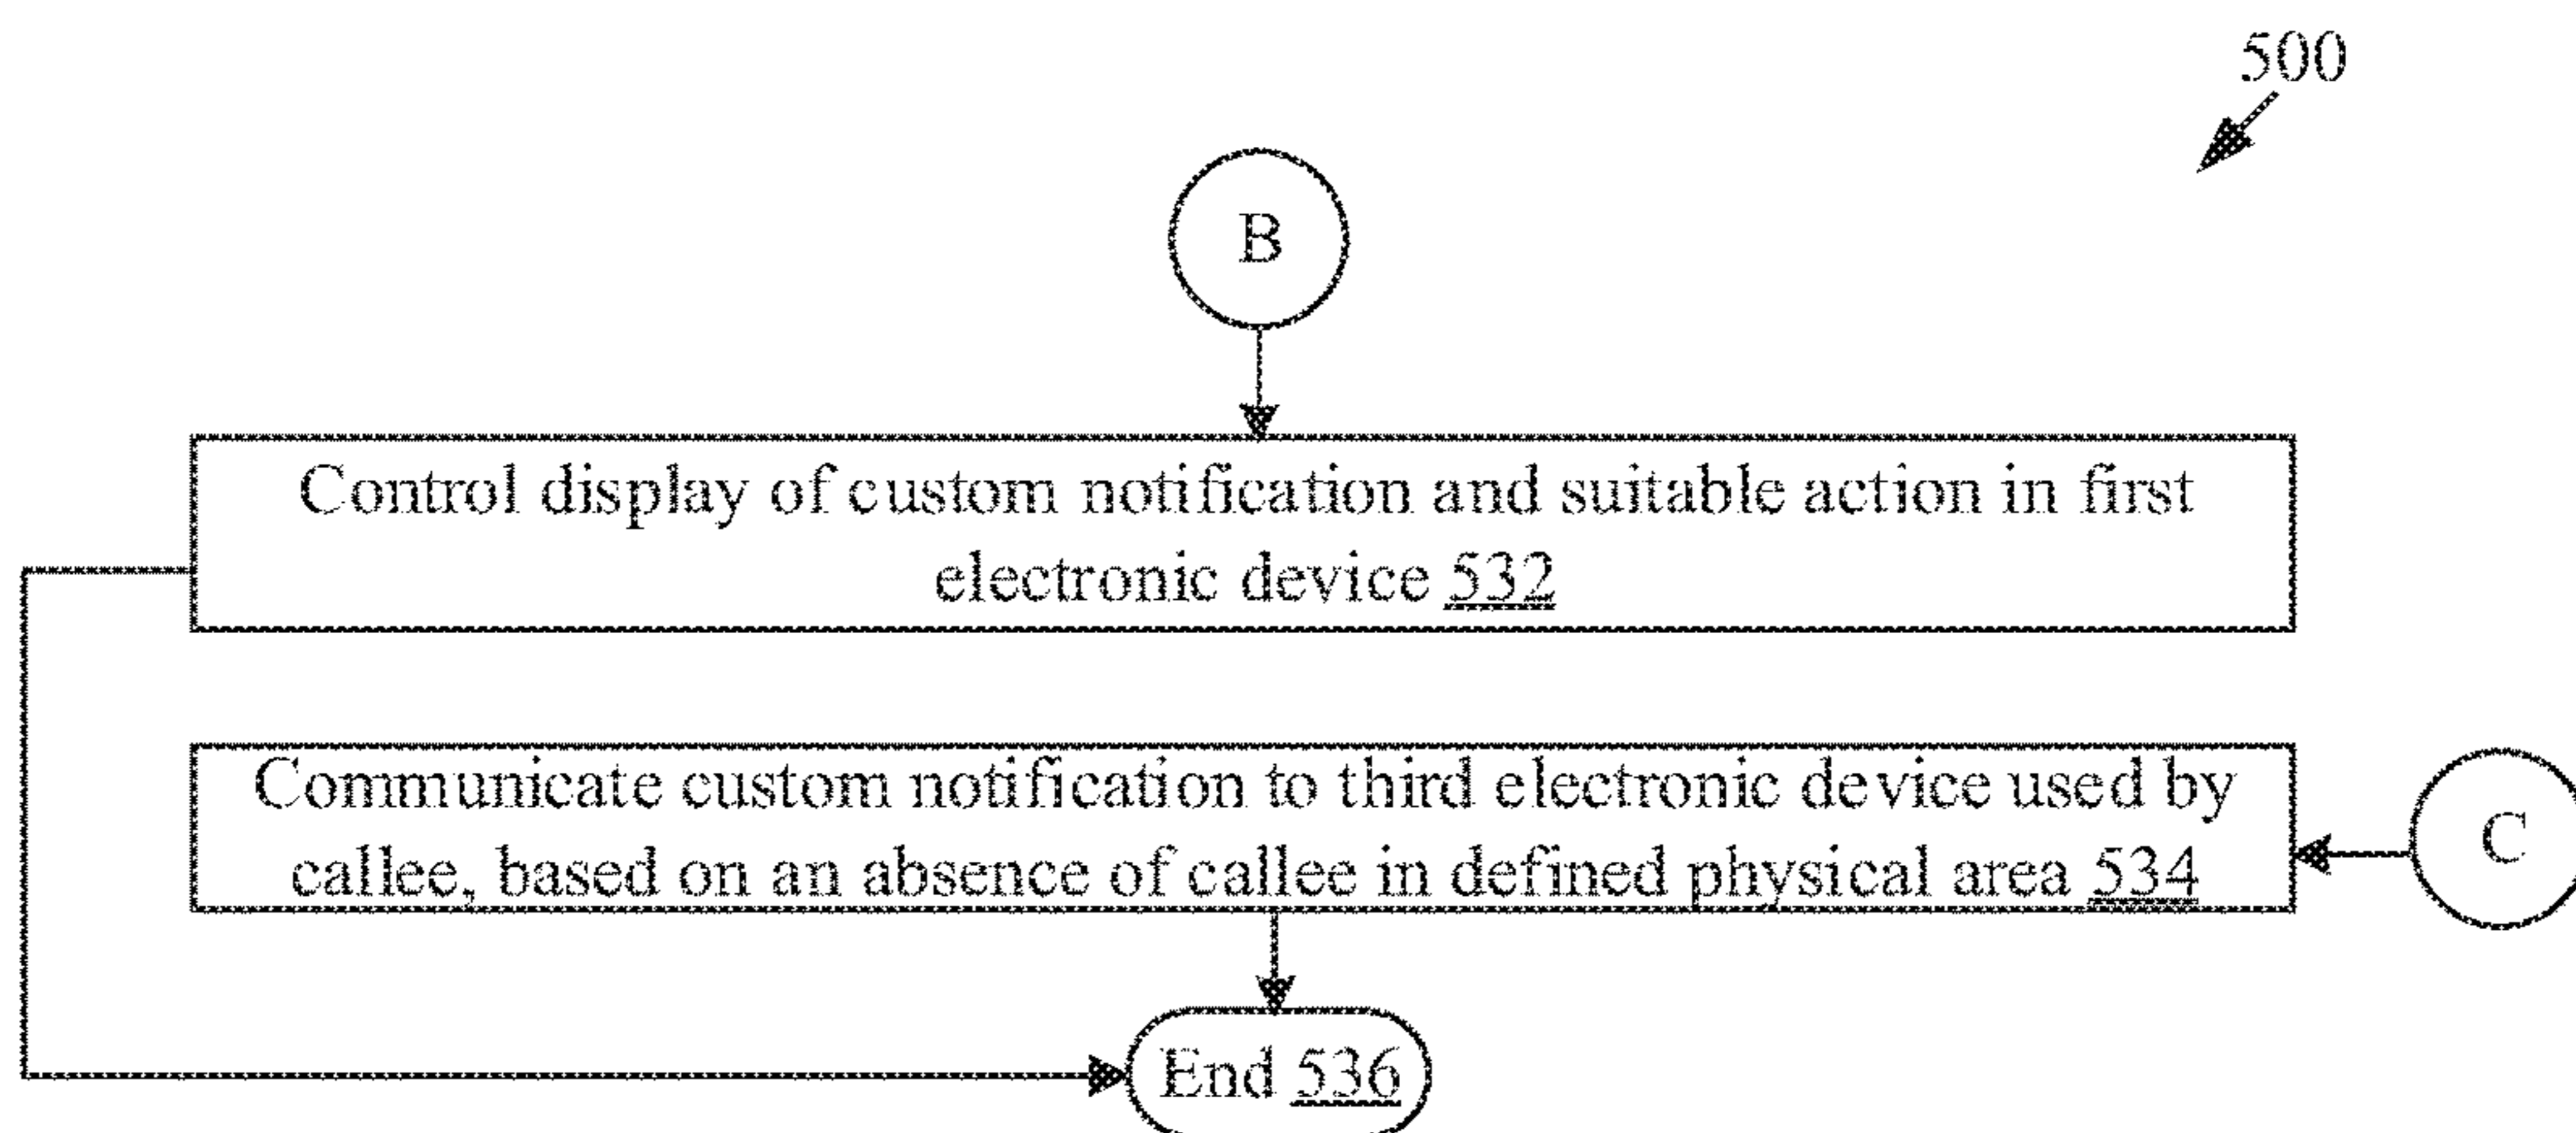 500
B
Control display of custom notification and suitable action in first
electronic device 532
Communicate custom notification to third electronic device used by
callee, based on an absence of callee in defined physical area 534
C
End 536